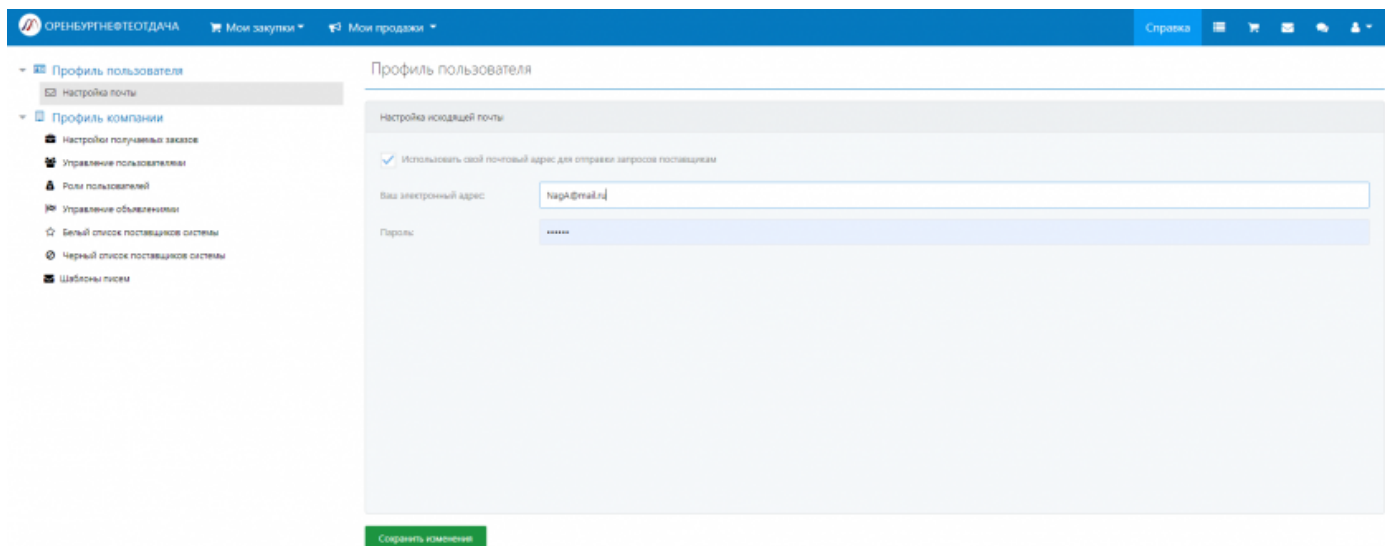 ОРЕНБУРГНЕФТЕОТДАЧА Мои закупки Мои продажи Справка
Профиль пользователя
Настройка почты
Профиль компании
Настройки получаемых заказов
Управление пользователями
Роли пользователей
Управление объявлениями
Белый список поставщиков системы
Черный список поставщиков системы
Шаблоны писем
Профиль пользователя
Настройка исходящей почты
Использовать свой почтовый адрес для отправки запросов поставщикам
Ваш электронный адрес: NapA@mail.ru
Пароль: ••••••
Сохранить изменения